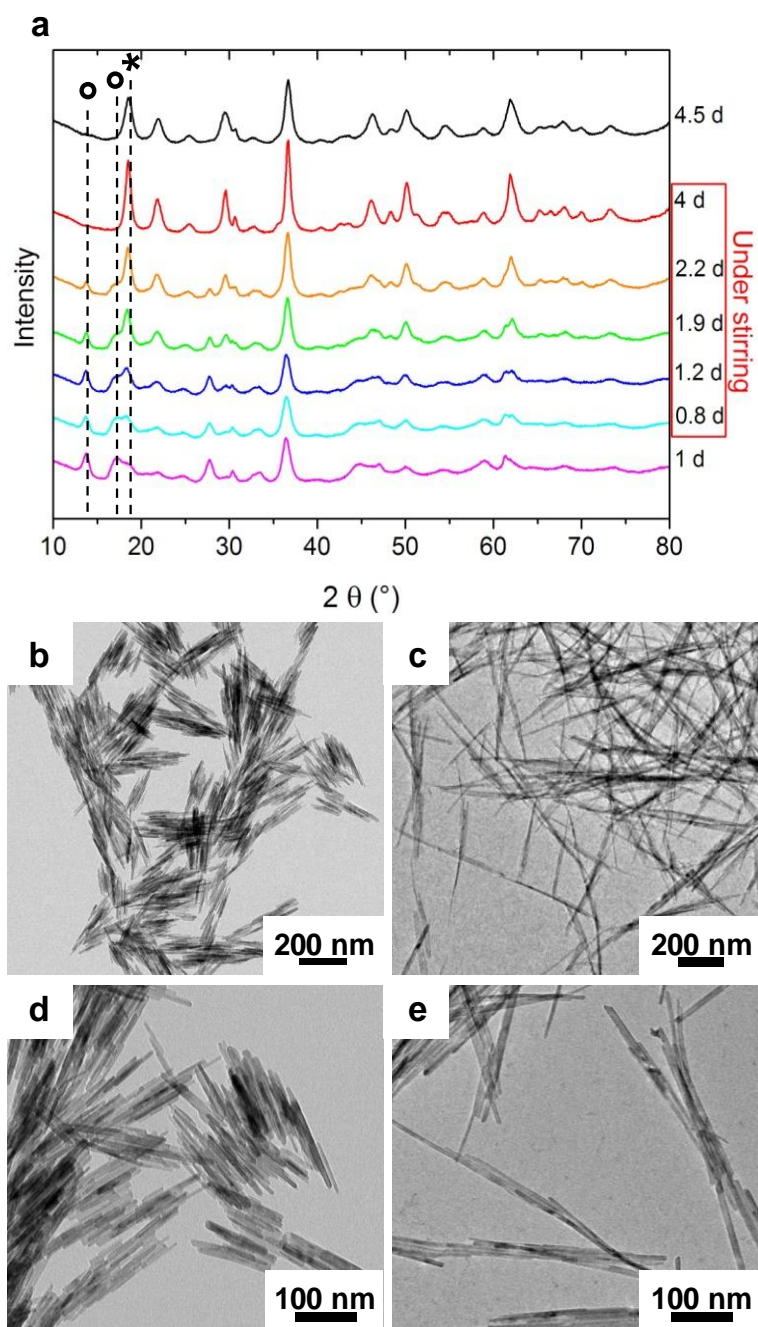 a
4.5 d
4 d
2.2 d
1.9 d
1.2 d
0.8 d
1 d
Under stirring
Intensity
10 20 30 40 50 60 70 80
2 θ (°)
b
200 nm
c
200 nm
d
100 nm
e
100 nm